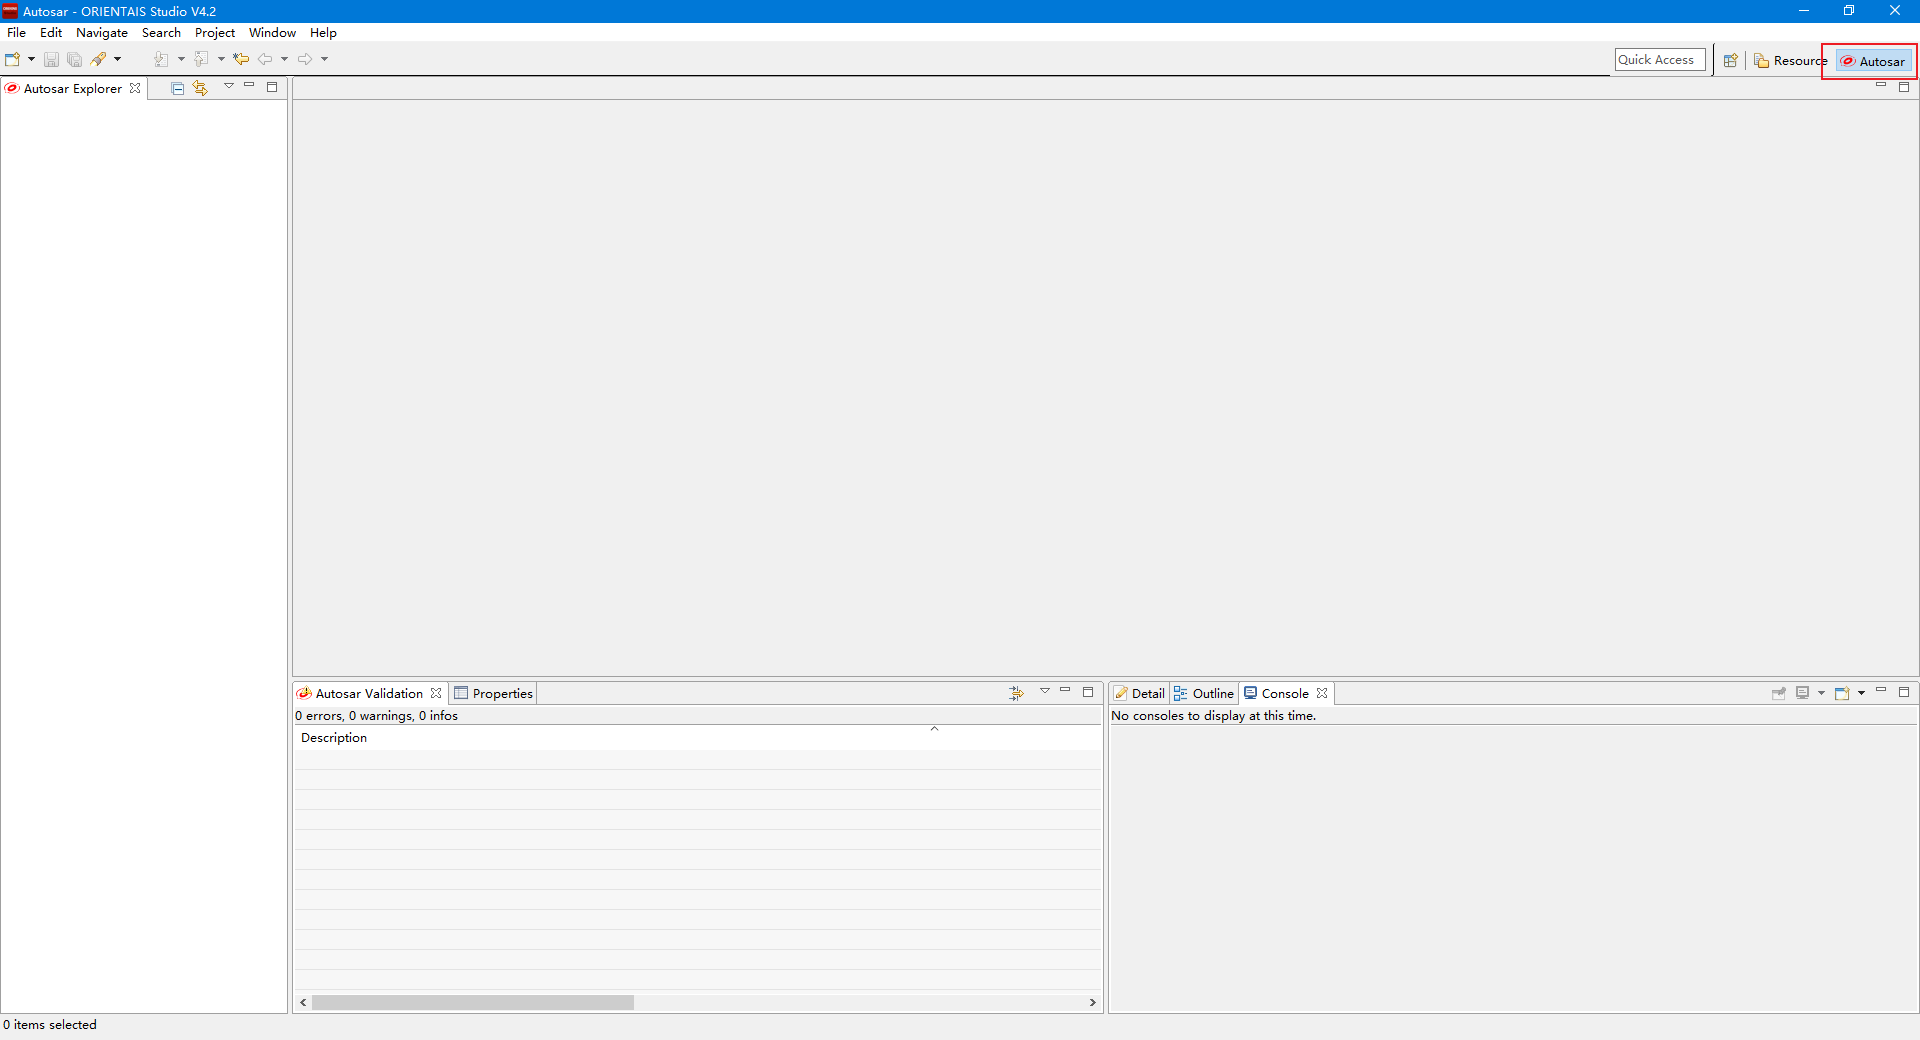 Autosar - ORIENTAIS Studio V4.2
File Edit Navigate Search Project Window Help
Quick Access Resource Autosar
Autosar Explorer
Autosar Validation Properties
0 errors, 0 warnings, 0 infos
Description
Detail Outline Console
No consoles to display at this time.
0 items selected